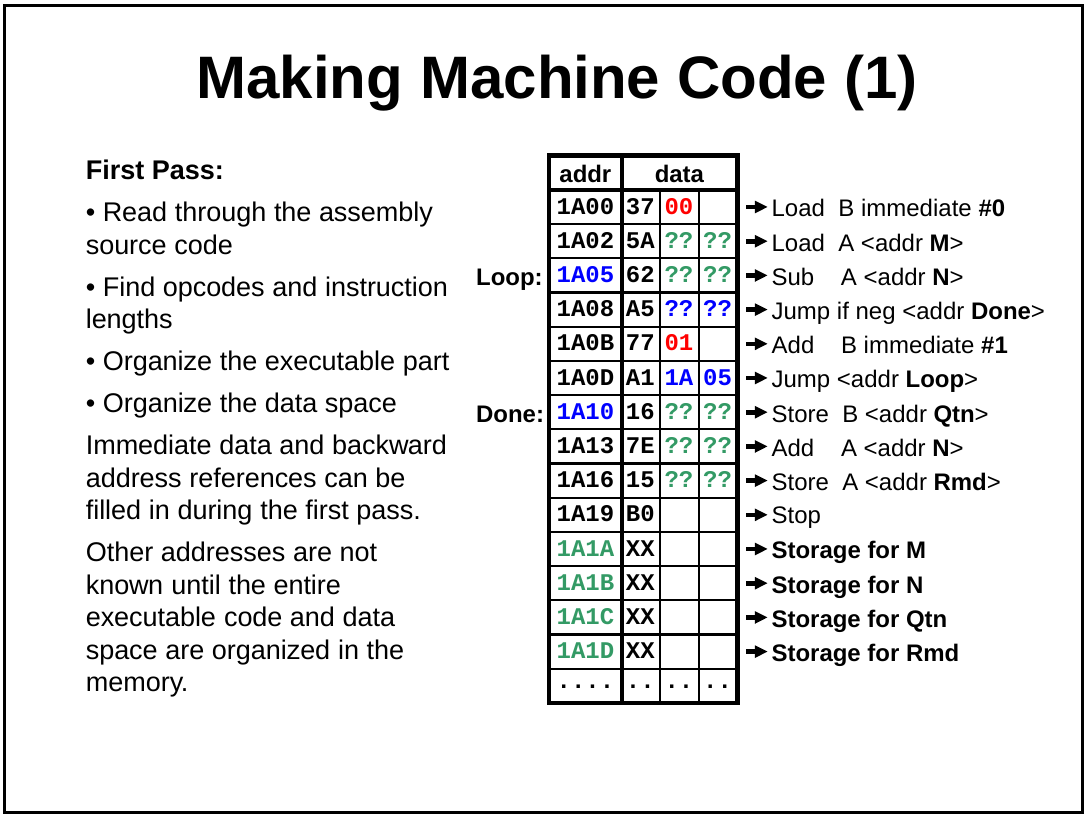 Making Machine Code (1)
First Pass:
• Read through the assembly
source code
• Find opcodes and instruction
lengths
• Organize the executable part
• Organize the data space
Immediate data and backward
address references can be
filled in during the first pass.
Other addresses are not
known until the entire
executable code and data
space are organized in the
memory.
addr data
1A00 37 00 Load B immediate #0
1A02 5A ?? ?? Load A <addr M>
Loop: 1A05 62 ?? ?? Sub A <addr N>
1A08 A5 ?? ?? Jump if neg <addr Done>
1A0B 77 01 Add B immediate #1
1A0D A1 1A 05 Jump <addr Loop>
Done: 1A10 16 ?? ?? Store B <addr Qtn>
1A13 7E ?? ?? Add A <addr N>
1A16 15 ?? ?? Store A <addr Rmd>
1A19 B0 Stop
1A1A XX Storage for M
1A1B XX Storage for N
1A1C XX Storage for Qtn
1A1D XX Storage for Rmd
.... .. .. ..